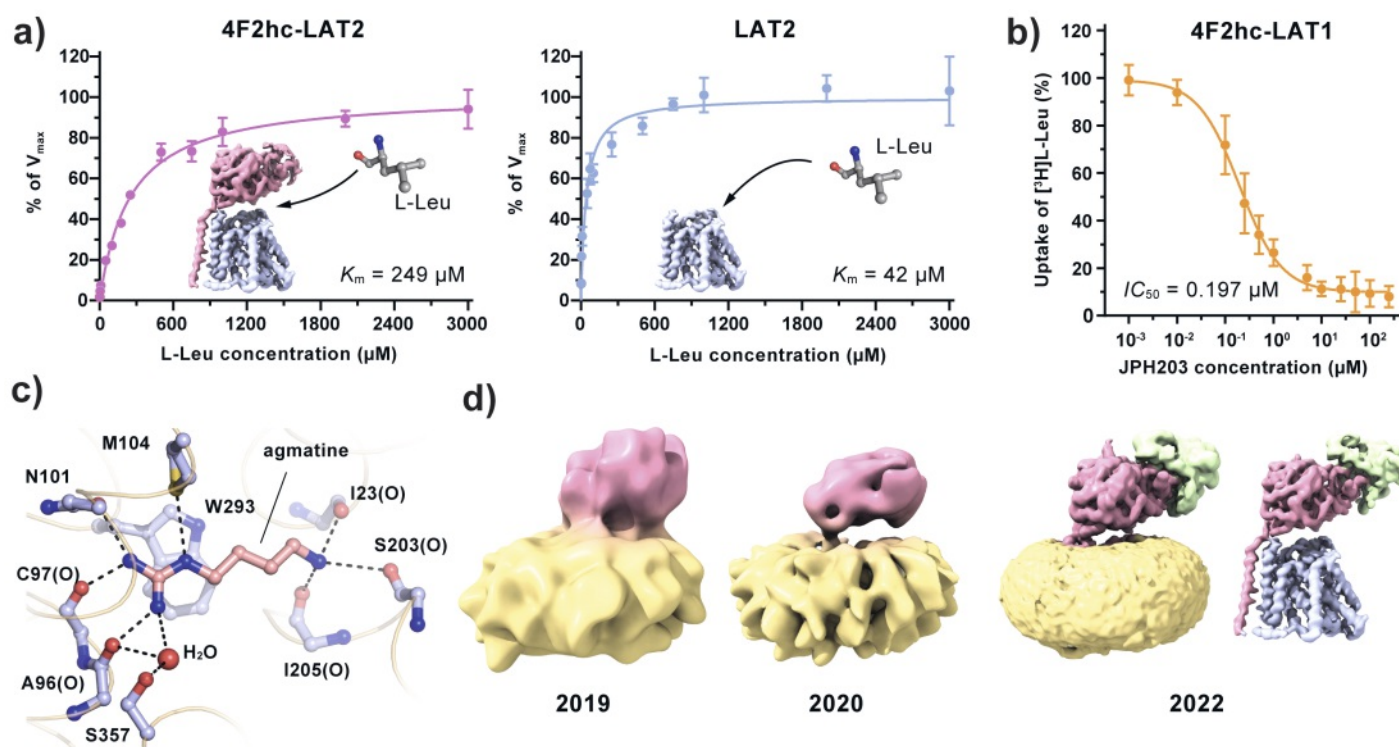 a)
4F2hc-LAT2
% of Vmax
120
100
80
60
40
20
0
0
600
1200
1800
2400
3000
L-Leu
Km = 249 µM
L-Leu concentration (µM)
LAT2
% of Vmax
120
100
80
60
40
20
0
0
600
1200
1800
2400
3000
L-Leu
Km = 42 µM
L-Leu concentration (µM)
b)
4F2hc-LAT1
Uptake of [³H]L-Leu (%)
120
100
80
60
40
20
0
10⁻³
10⁻²
10⁻¹
10⁰
10¹
10²
IC50 = 0.197 µM
JPH203 concentration (µM)
c)
M104
agmatine
N101
W293
I23(O)
S203(O)
C97(O)
H₂O
I205(O)
A96(O)
S357
d)
2019
2020
2022